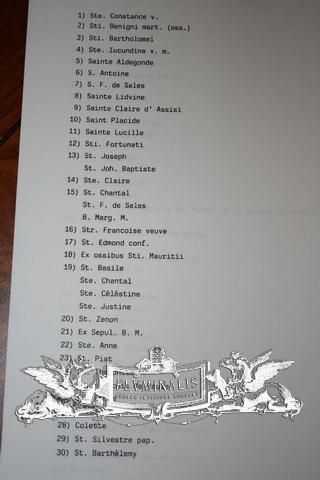 1) Ste. Constance v.
2) Sti. Benigni mart. (oss.)
3) Sti. Bartholomei
4) Ste. Iucundina v. m.
5) Sainte Aldegonde
6) S. Antoine
7) S. F. de Sales
8) Sainte Lidvine
9) Sainte Claire d' Assisi
10) Saint Placide
11) Sainte Lucille
12) Sti. Fortunati
13) St. Joseph
St. Joh. Baptiste
14) Ste. Claire
15) St. Chantal
St. F. de Sales
B. Marg. M.
16) Str. Francoise veuve
17) St. Edmond conf.
18) Ex ossibus Sti. Mauritii
19) St. Basile
Ste. Chantal
Ste. Cêlêstine
Ste. Justine
20) St. Zenon
21) Ex Sepul. B. M.
22) Ste. Anne
23) St. Piat
28) Colette
29) St. Silvestre pap.
30) St. Barthêlemy